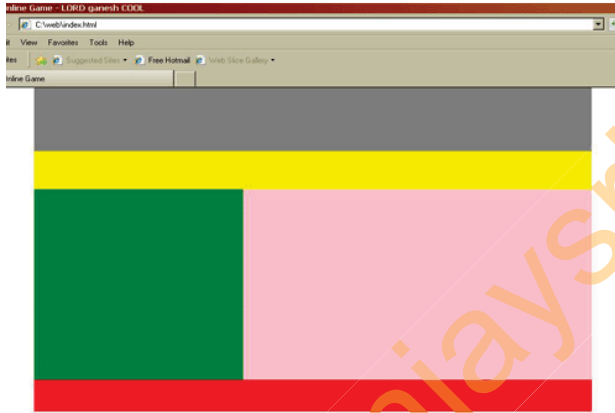 nline Game - LORD ganesh COOL
C:\web\index.html
it View Favorites Tools Help
ites Suggested Sites Free Hotmail Web Slice Gallery
nline Game